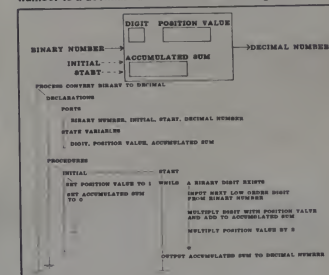 DIGIT POSITION VALUE
BINARY NUMBER
DECIMAL NUMBER
INITIAL
ACCUMULATED SUM
START
PROCESS CONVERT BINARY TO DECIMAL
DECLARATIONS
PORTS
BINARY NUMBER, INITIAL, START, DECIMAL NUMBER
STATE VARIABLES
DIGIT, POSITION VALUE, ACCUMULATED SUM
PROCEDURES
INITIAL START
SET POSITION VALUE TO 1 WHILE A BINARY DIGIT EXISTS
SET ACCUMULATED SUM INPUT NEXT LOW ORDER DIGIT
TO 0 FROM BINARY NUMBER
MULTIPLY DIGIT WITH POSITION VALUE
AND ADD TO ACCUMULATED SUM
MULTIPLY POSITION VALUE BY 2
OUTPUT ACCUMULATED SUM TO DECIMAL NUMBER